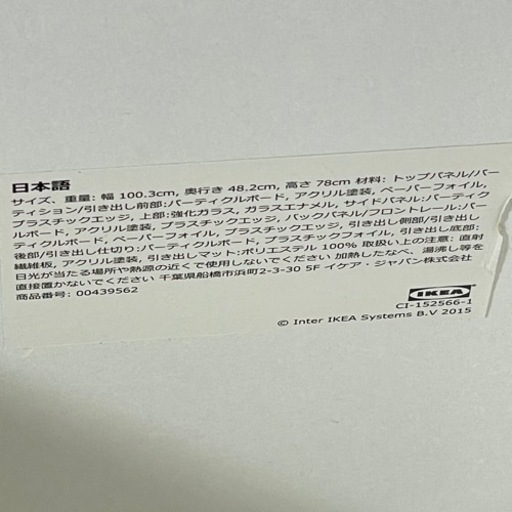 日本語
サイズ、重量: 幅 100.3cm, 奥行き 48.2cm, 高さ 78cm 材料: トップパネル/パー
ティション/引き出し前部:パーティクルボード, アクリル塗装, ペーパーフォイル,
プラスチックエッジ, 上部:強化ガラス, ガラスエナメル, サイドパネル:パーティク
ルボード, アクリル塗装, プラスチックエッジ, バックパネル/フロントレール:パー
ティクルボード, ペーパーフォイル, プラスチックエッジ, 引き出し側部/引き出し
後部/引き出し仕切り:パーティクルボード, プラスチックフォイル, 引き出し底部:
繊維板, アクリル塗装, 引き出しマット:ポリエステル 100% 取扱い上の注意: 直射
日光が当たる場所や熱源の近くで使用しないでください 加熱したなべ、湯沸し等を
直接置かないでください 千葉県船橋市浜町2-3-30 5F イケア・ジャパン株式会社
商品番号: 00439562
IKEA
CI-152566-1
© Inter IKEA Systems B.V 2015